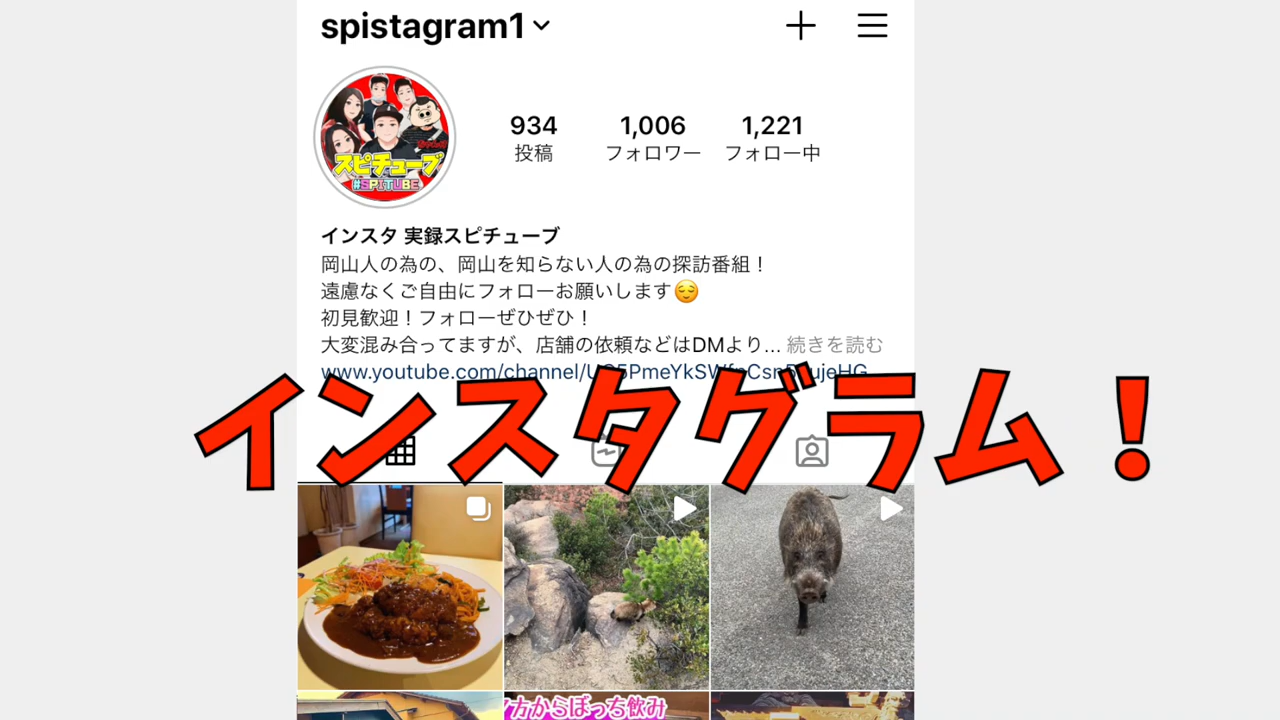 spistagram1
スピチューブ
#SPITUBE
934
1,006
1,221
投稿
フォロワー
フォロー中
インスタ 実録スピチューブ
岡山人の為の、岡山を知らない人の為の探訪番組！
遠慮なくご自由にフォローお願いします😌
初見歓迎！フォローぜひぜひ！
大変混み合ってますが、店舗の依頼などはDMより... 続きを読む
www.youtube.com/channel/
インスタグラム！
方からぼっち飲み